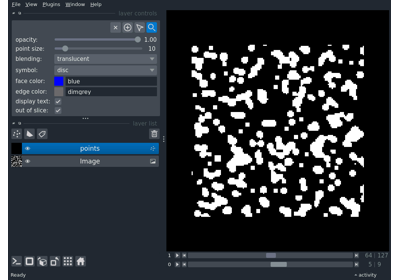 File View Plugins Window Help
layer controls
opacity: 1.00
point size: 10
blending: translucent
symbol: disc
face color: blue
edge color: dimgrey
display text:
out of slice:
layer list
points
Image
1 64 127
0 5 9
Ready activity